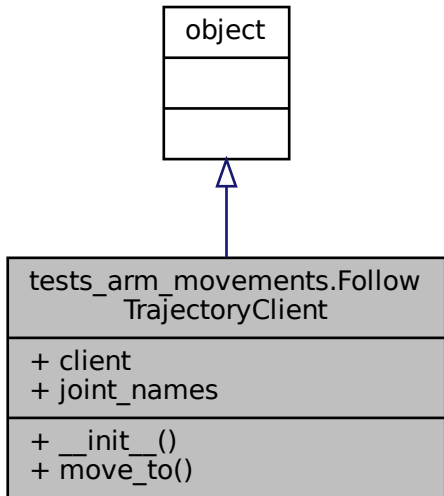 object
tests_arm_movements.Follow
TrajectoryClient
+ client
+ joint_names
+ __init__()
+ move_to()